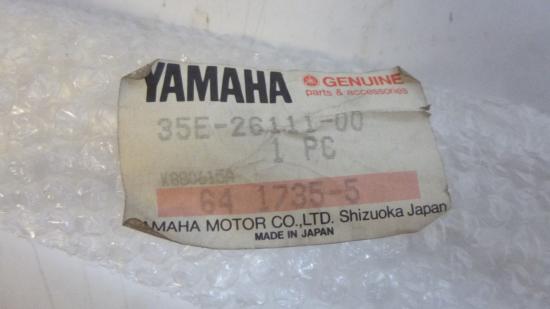 YAMAHA GENUINE
parts & accessories
35E-26111-00
1 PC
K880615A
64 1735-5
YAMAHA MOTOR CO.,LTD. Shizuoka Japan
MADE IN JAPAN